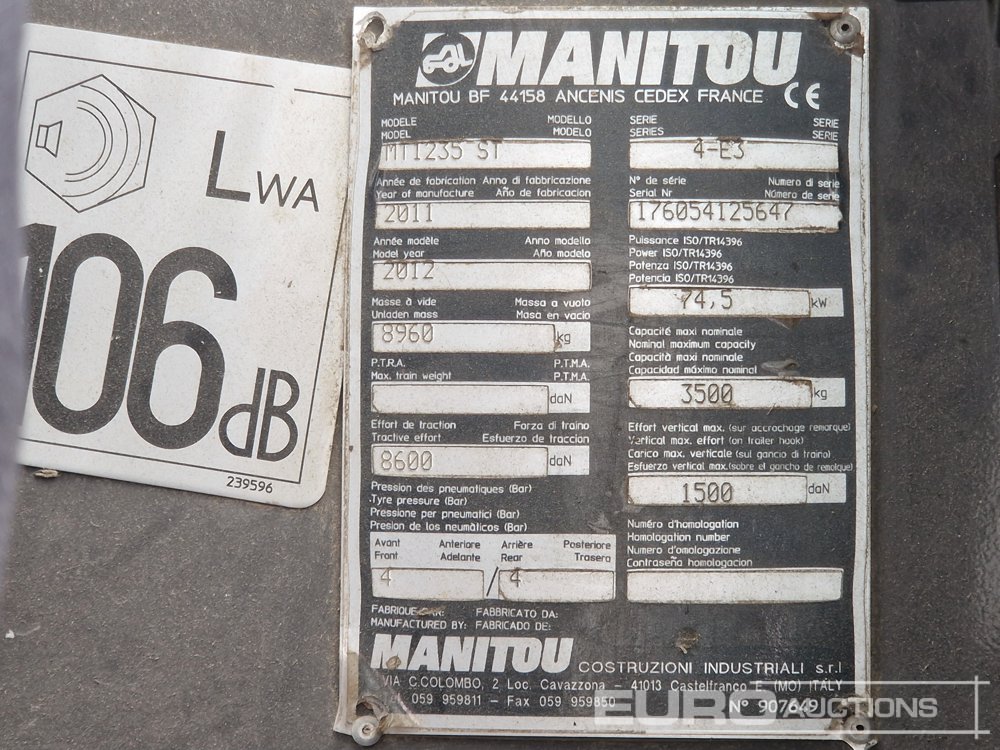 LWA
106 dB
239596
MANITOU
MANITOU BF 44158 ANCENIS CEDEX FRANCE CE
MODELE MODELLO
MODEL MODELO
MT1235 ST
Année de fabrication Anno di fabbricazione
Year of manufacture Año de fabricacion
2011
Année modèle Anno modello
Model year Año modelo
2012
Masse à vide Massa a vuoto
Unladen mass Masa en vacio
8960 kg
P.T.R.A. P.T.M.A.
Max. train weight P.T.M.A.
daN
Effort de traction Forza di traino
Tractive effort Esfuerzo de traccion
8600 daN
Pression des pneumatiques (Bar)
Tyre pressure (Bar)
Pressione per pneumatici (Bar)
Presion de los neumàticos (Bar)
Avant Anteriore Arrière Posteriore
Front Adelante Rear Trasera
4 / 4
SERIE SERIE
SERIES SERIE
4-E3
N° de série Numero di serie
Serial Nr Número de serie
176054125647
Puissance ISO/TR14396
Power ISO/TR14396
Potenza ISO/TR14396
Potencia ISO/TR14396
74,5 kW
Capacité maxi nominale
Nominal maximum capacity
Capacità maxi nominale
Capacidad máximo nominal
3500 kg
Effort vertical max. (sur accrochage remarque)
Vertical max. effort (on trailer hook)
Carico max. verticale (sul gancio di traino)
Esfuerzo vertical max.(sobre el gancho de remolque)
1500 daN
Numéro d'homologation
Homologation number
Numero d'omologazione
Contraseña homologacion
FABBRICATO DA:
MANUFACTURED BY: FABRICADO DE:
MANITOU COSTRUZIONI INDUSTRIALI s.r.l
VIA C.COLOMBO, 2 Loc. Cavazzona - 41013 Castelfranco E. (MO) ITALY
059 959811 - Fax 059 959850 N° 907649
EURO AUCTIONS